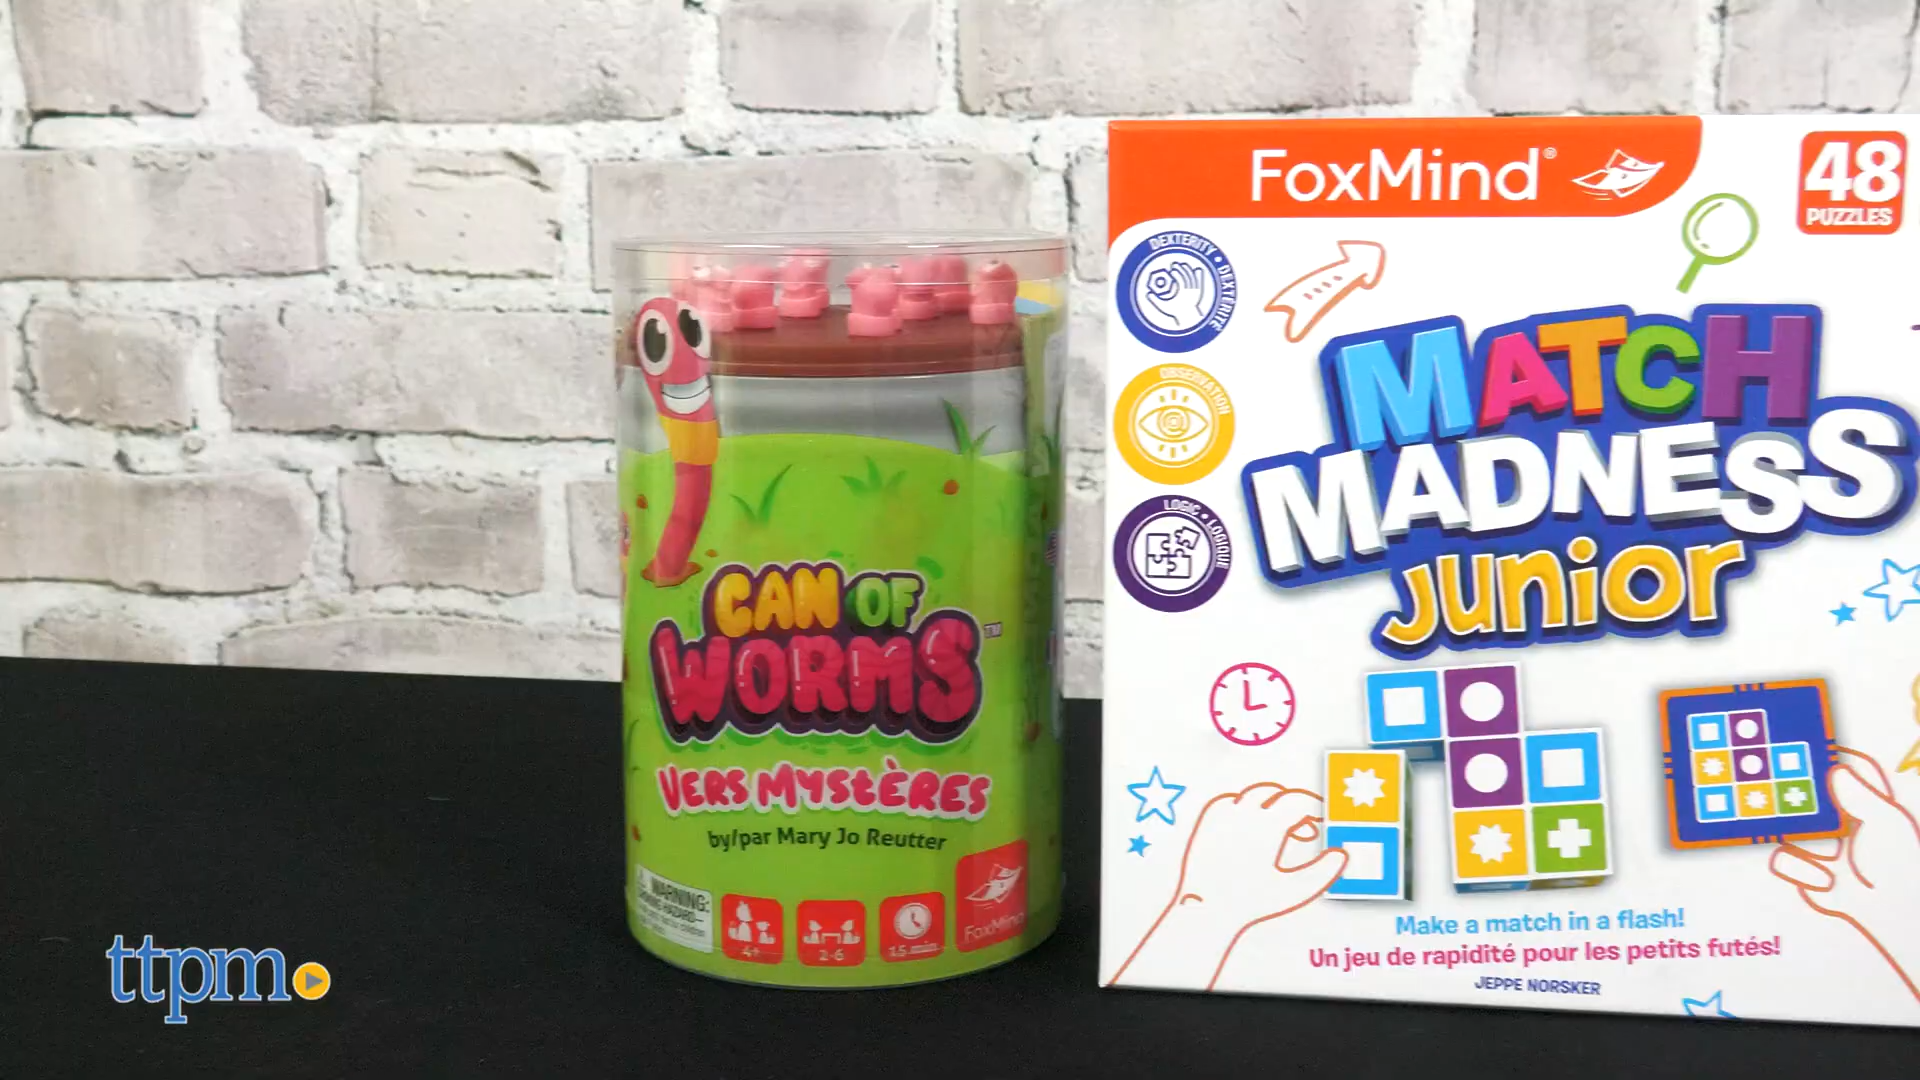 CAN OF
WORMS™
VERS MYSTÈRES
by/par Mary Jo Reutter
WARNING:
4+
2-6
15 min
FoxMind
FoxMind®
48
PUZZLES
DEXTERITY • DEXTÉRITÉ
OBSERVATION
LOGIC • LOGIQUE
MATCH
MADNESS
JUNIOR
Make a match in a flash!
Un jeu de rapidité pour les petits futés!
JEPPE NORSKER
ttpm